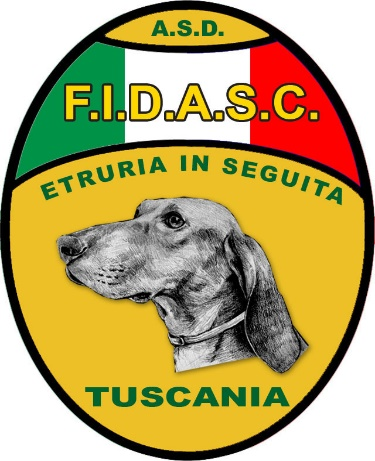 A.S.D.
F.I.D.A.S.C.
ETRURIA IN SEGUITA
TUSCANIA